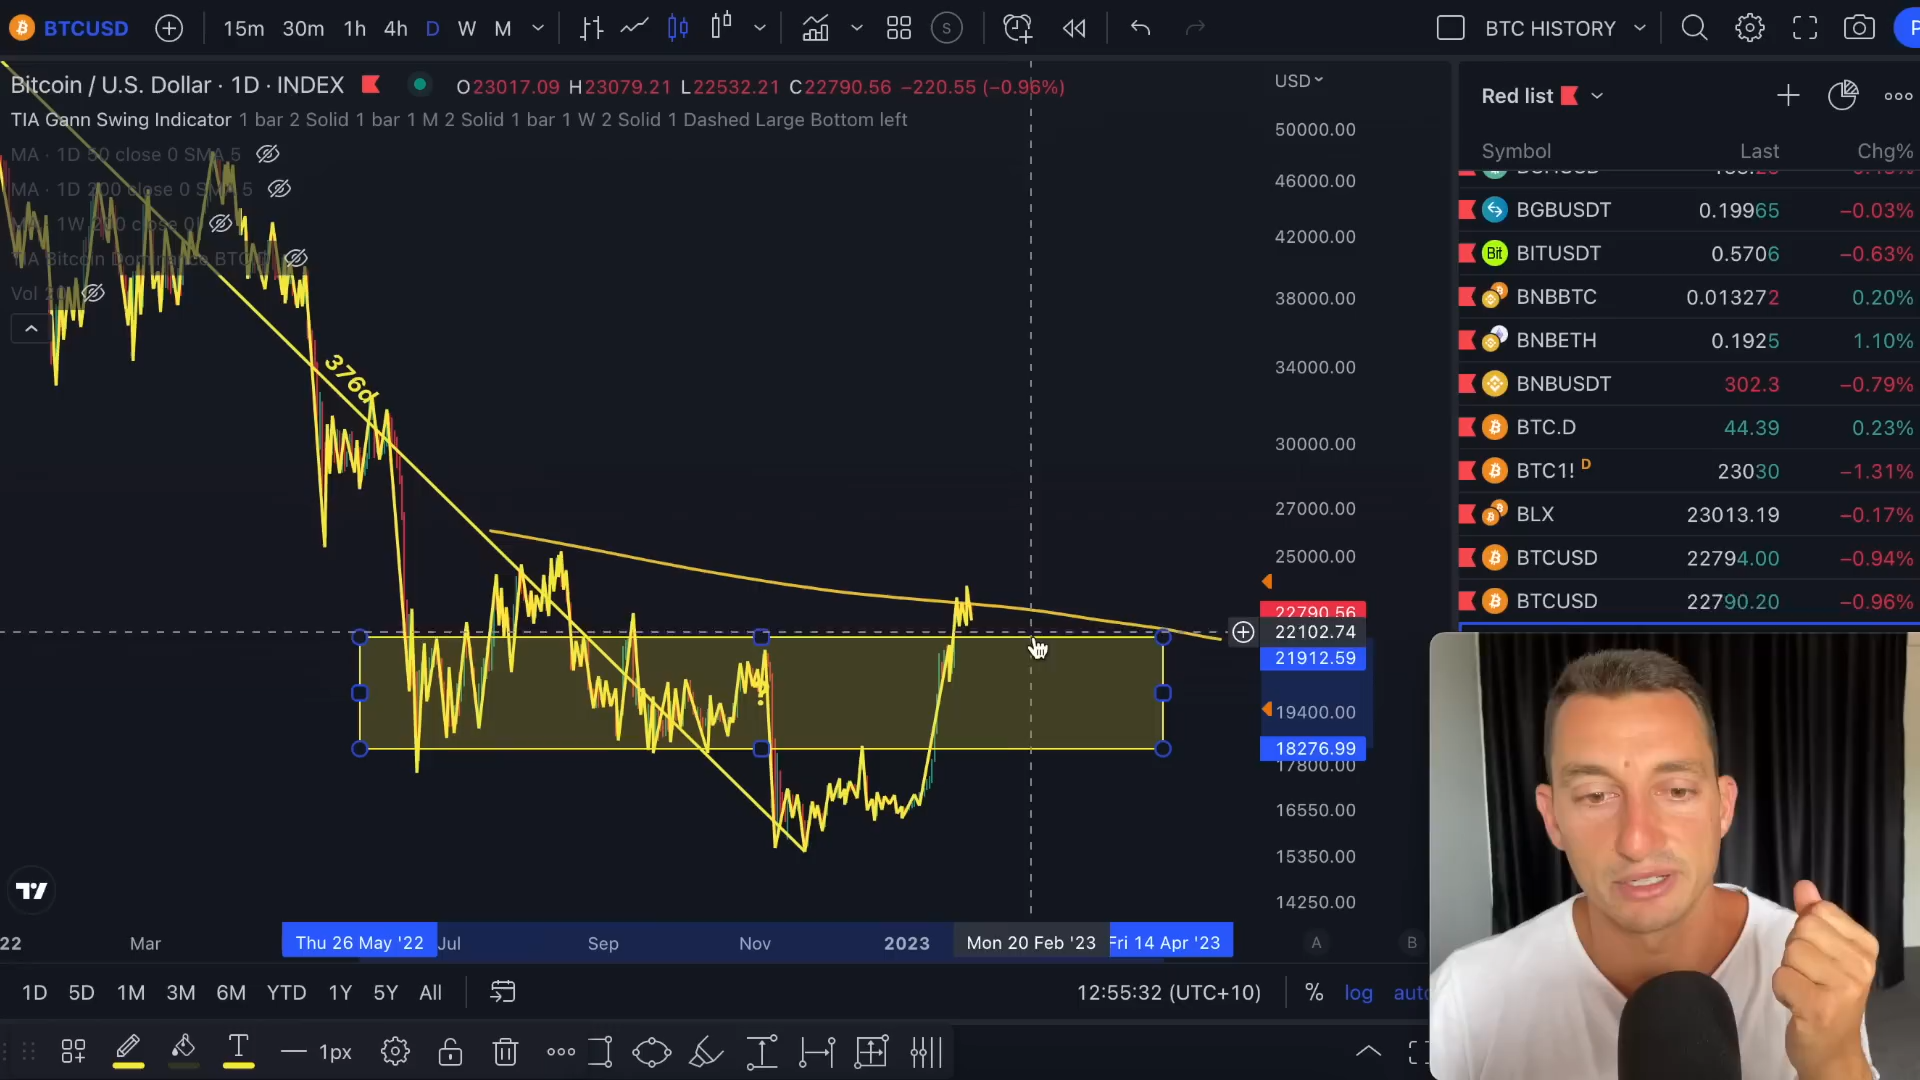 BTCUSD 15m 30m 1h 4h D W M S BTC HISTORY P
Bitcoin / U.S. Dollar · 1D · INDEX O23017.09 H23079.21 L22532.21 C22790.56 −220.55 (−0.96%)
TIA Gann Swing Indicator 1 bar 2 Solid 1 bar 1 M 2 Solid 1 bar 1 W 2 Solid 1 Dashed Large Bottom left
MA · 1D 50 close 0 SMA 5
MA · 1D 200 close 0 SMA 5
MA · 1W 200 close 0
TIA Bitcoin Dominance BTC.D
Vol
376d
?
USD
50000.00
46000.00
42000.00
38000.00
34000.00
30000.00
27000.00
25000.00
22790.56
22102.74
21912.59
19400.00
18276.99
17800.00
16550.00
15350.00
14250.00
22 Mar Thu 26 May '22 Jul Sep Nov 2023 Mon 20 Feb '23 Fri 14 Apr '23 A B
1D 5D 1M 3M 6M YTD 1Y 5Y All 12:55:32 (UTC+10) % log auto
T 1px
Red list
Symbol Last Chg%
BGBUSDT 0.19965 −0.03%
BITUSDT 0.5706 −0.63%
BNBBTC 0.013272 0.20%
BNBETH 0.1925 1.10%
BNBUSDT 302.3 −0.79%
BTC.D 44.39 0.23%
BTC1! D 23030 −1.31%
BLX 23013.19 −0.17%
BTCUSD 22794.00 −0.94%
BTCUSD 22790.20 −0.96%
Bit